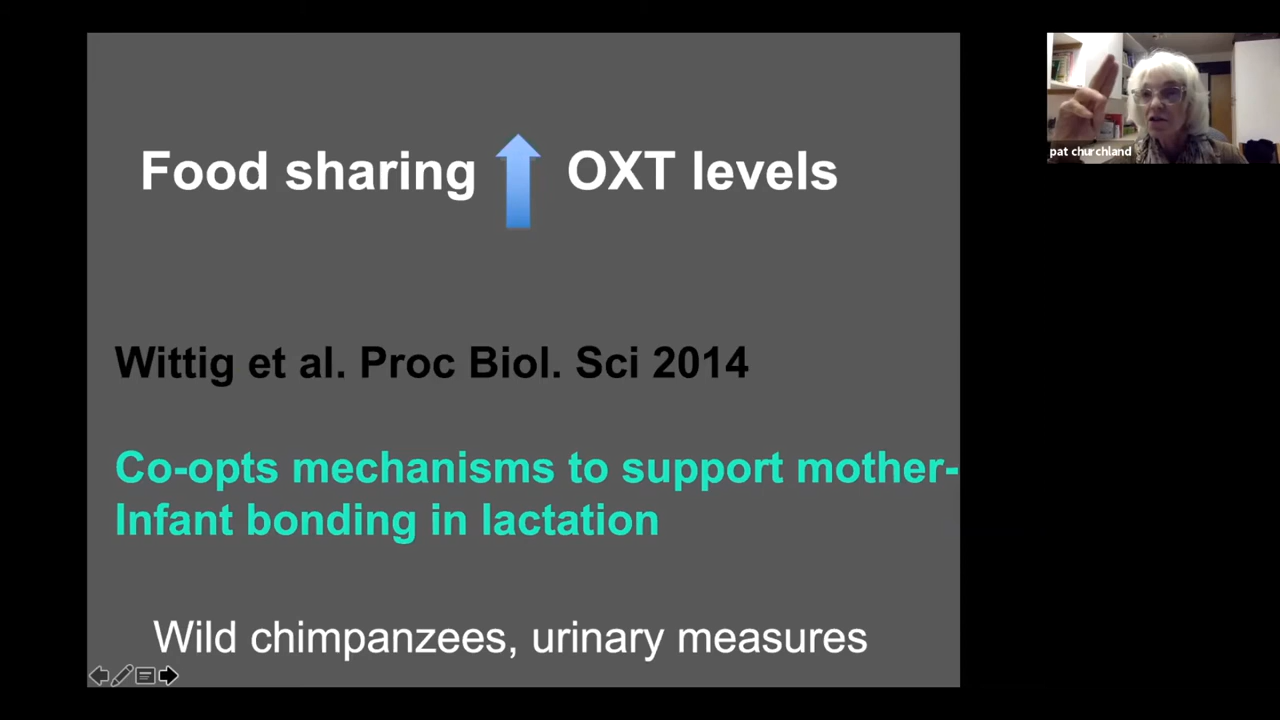 Food sharing OXT levels
pat churchland
Wittig et al. Proc Biol. Sci 2014
Co-opts mechanisms to support mother-
Infant bonding in lactation
Wild chimpanzees, urinary measures